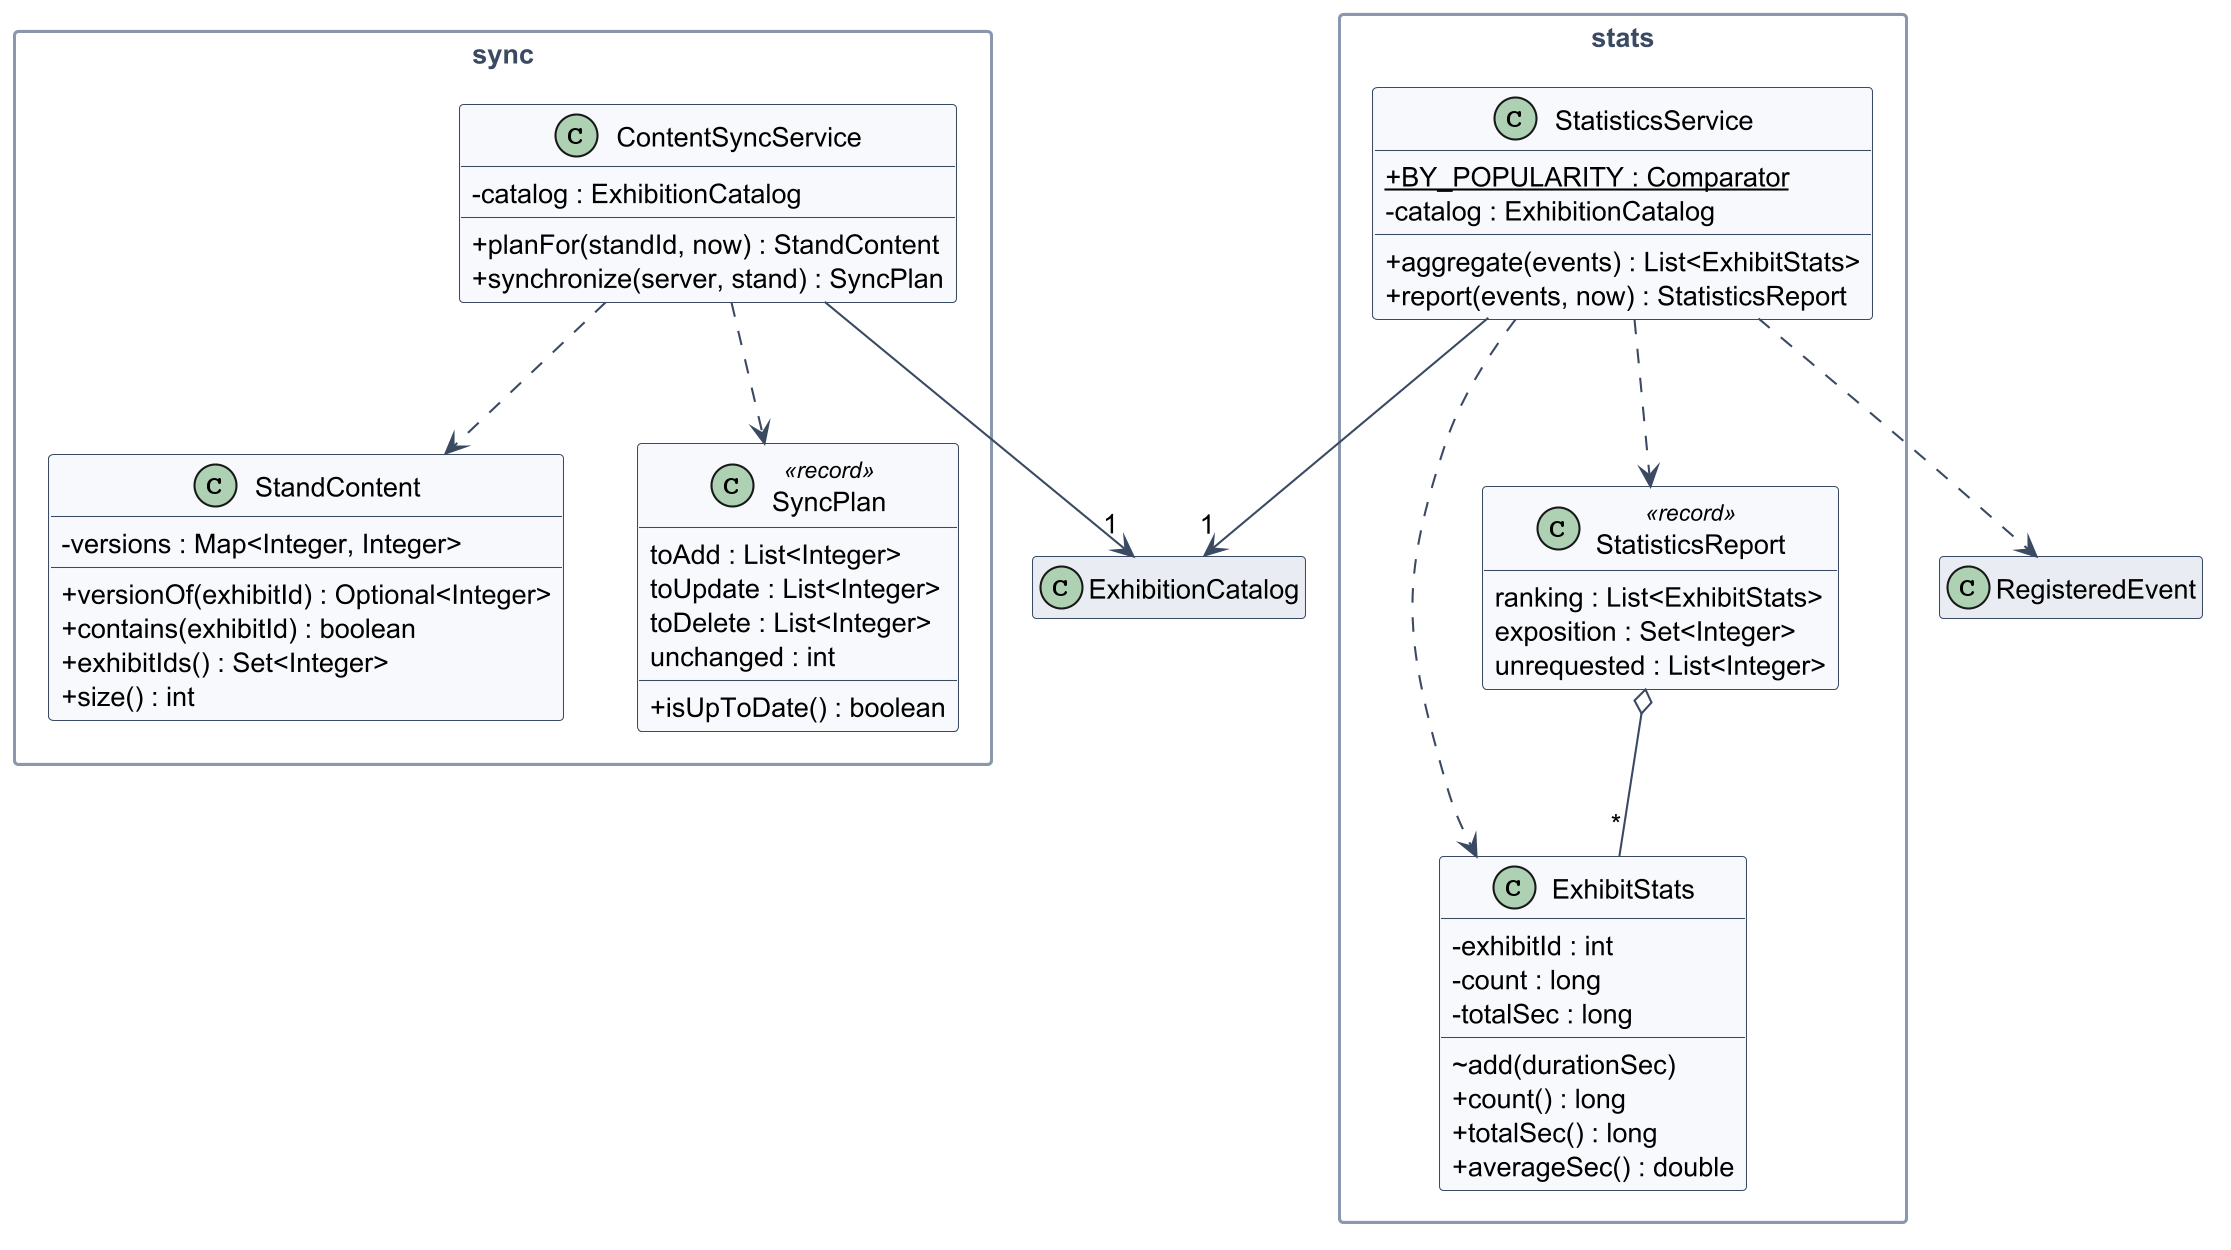 sync
C ContentSyncService
-catalog : ExhibitionCatalog
+planFor(standId, now) : StandContent
+synchronize(server, stand) : SyncPlan
C StandContent
-versions : Map<Integer, Integer>
+versionOf(exhibitId) : Optional<Integer>
+contains(exhibitId) : boolean
+exhibitIds() : Set<Integer>
+size() : int
C «record»
SyncPlan
toAdd : List<Integer>
toUpdate : List<Integer>
toDelete : List<Integer>
unchanged : int
+isUpToDate() : boolean
1
1
C ExhibitionCatalog
stats
C StatisticsService
+BY_POPULARITY : Comparator
-catalog : ExhibitionCatalog
+aggregate(events) : List<ExhibitStats>
+report(events, now) : StatisticsReport
C «record»
StatisticsReport
ranking : List<ExhibitStats>
exposition : Set<Integer>
unrequested : List<Integer>
C RegisteredEvent
*
C ExhibitStats
-exhibitId : int
-count : long
-totalSec : long
~add(durationSec)
+count() : long
+totalSec() : long
+averageSec() : double